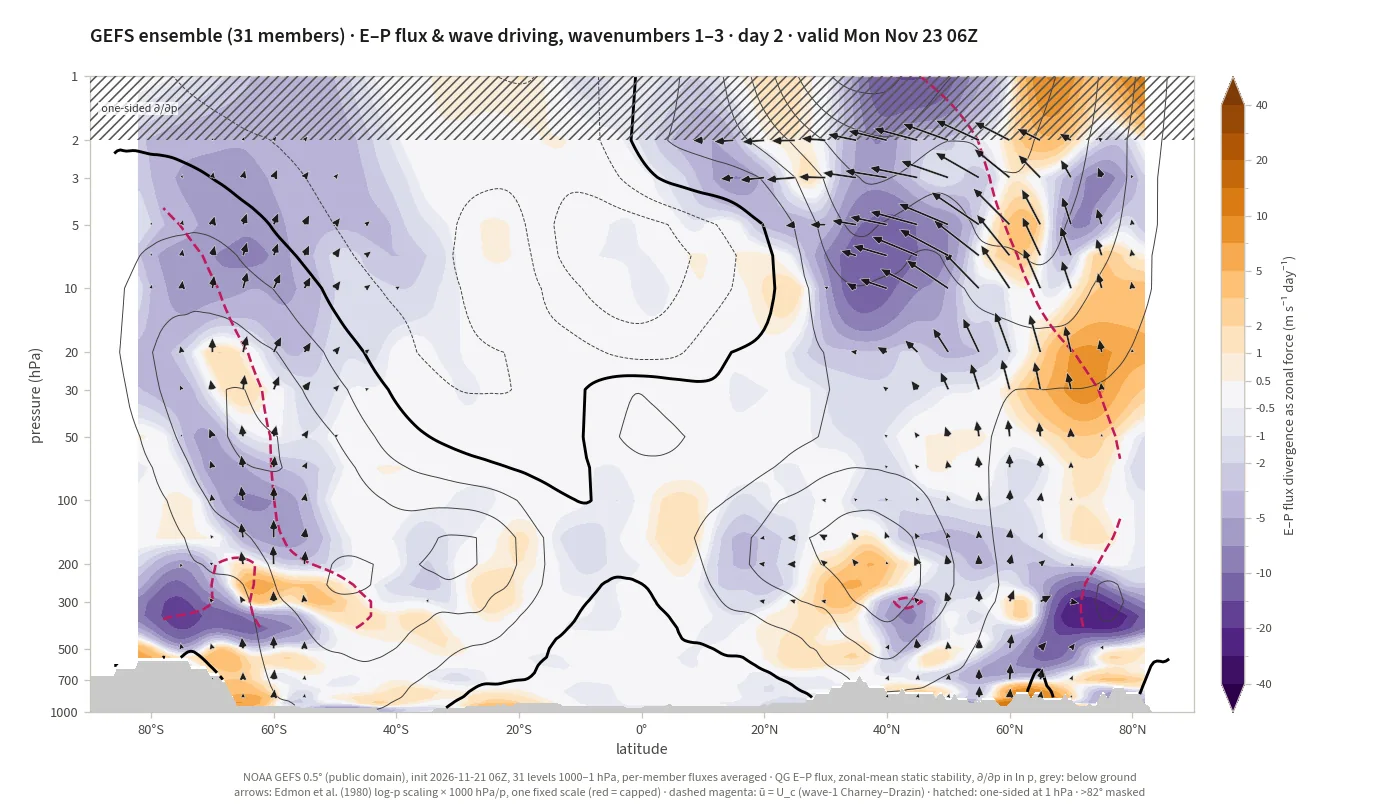 GEFS ensemble (31 members) · E–P flux & wave driving, wavenumbers 1–3 · day 2 · valid Mon Nov 23 06Z
one-sided ∂/∂p
pressure (hPa)
1
2
3
5
10
20
30
50
100
200
300
500
700
1000
80°S
60°S
40°S
20°S
0°
20°N
40°N
60°N
80°N
latitude
40
20
10
5
2
1
0.5
-0.5
-1
-2
-5
-10
-20
-40
E–P flux divergence as zonal force (m s⁻¹ day⁻¹)
NOAA GEFS 0.5° (public domain), init 2026-11-21 06Z, 31 levels 1000–1 hPa, per-member fluxes averaged · QG E–P flux, zonal-mean static stability, ∂/∂p in ln p, grey: below ground
arrows: Edmon et al. (1980) log-p scaling × 1000 hPa/p, one fixed scale (red = capped) · dashed magenta: ū = U_c (wave-1 Charney–Drazin) · hatched: one-sided at 1 hPa · >82° masked